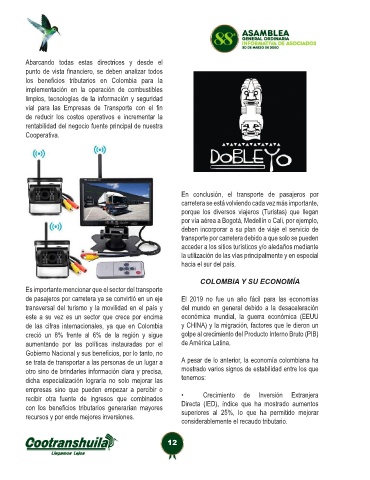 88°
ASAMBLEA
GENERAL ORDINARIA
INFORMATIVA DE ASOCIADOS
30 DE MARZO DE 2020
Abarcando todas estas directrices y desde el
punto de vista financiero, se deben analizar todos
los beneficios tributarios en Colombia para la
implementación en la operación de combustibles
limpios, tecnologías de la información y seguridad
vial para las Empresas de Transporte con el fin
de reducir los costos operativos e incrementar la
rentabilidad del negocio fuente principal de nuestra
Cooperativa.
Es importante mencionar que el sector del transporte
de pasajeros por carretera ya se convirtió en un eje
transversal del turismo y la movilidad en el país y
este a su vez es un sector que crece por encima
de las cifras internacionales, ya que en Colombia
creció un 8% frente al 6% de la región y sigue
aumentando por las políticas instauradas por el
Gobierno Nacional y sus beneficios, por lo tanto, no
se trata de transportar a las personas de un lugar a
otro sino de brindarles información clara y precisa,
dicha especialización lograría no solo mejorar las
empresas sino que pueden empezar a percibir o
recibir otra fuente de ingresos que combinados
con los beneficios tributarios generarían mayores
recursos y por ende mejores inversiones.
DOBLEYO
En conclusión, el transporte de pasajeros por
carretera se está volviendo cada vez más importante,
porque los diversos viajeros (Turistas) que llegan
por vía aérea a Bogotá, Medellín o Cali, por ejemplo,
deben incorporar a su plan de viaje el servicio de
transporte por carretera debido a que solo se pueden
acceder a los sitios turísticos y/o aledaños mediante
la utilización de las vías principalmente y en especial
hacia el sur del país.
COLOMBIA Y SU ECONOMÍA
El 2019 no fue un año fácil para las economías
del mundo en general debido a la desaceleración
económica mundial, la guerra económica (EEUU
y CHINA) y la migración, factores que le dieron un
golpe al crecimiento del Producto Interno Bruto (PIB)
de América Latina.
A pesar de lo anterior, la economía colombiana ha
mostrado varios signos de estabilidad entre los que
tenemos:
• Crecimiento de Inversión Extranjera
Directa (IED), índice que ha mostrado aumentos
superiores al 25%, lo que ha permitido mejorar
considerablemente el recaudo tributario.
Cootranshuila
Llegamos Lejos
12